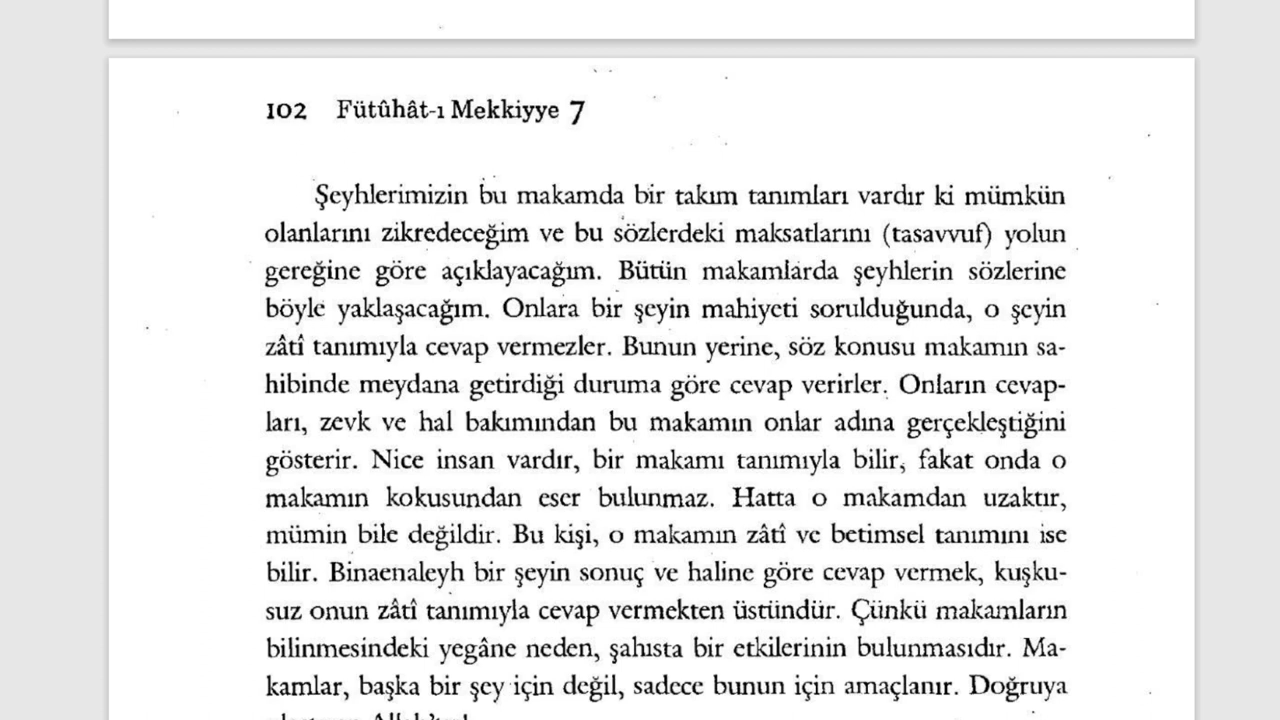 102 Fütûhât-ı Mekkiyye 7
Şeyhlerimizin bu makamda bir takım tanımları vardır ki mümkün
olanlarını zikredeceğim ve bu sözlerdeki maksatlarını (tasavvuf) yolun
gereğine göre açıklayacağım. Bütün makamlarda şeyhlerin sözlerine
böyle yaklaşacağım. Onlara bir şeyin mahiyeti sorulduğunda, o şeyin
zâtî tanımıyla cevap vermezler. Bunun yerine, söz konusu makamın sa-
hibinde meydana getirdiği duruma göre cevap verirler. Onların cevap-
ları, zevk ve hal bakımından bu makamın onlar adına gerçekleştiğini
gösterir. Nice insan vardır, bir makamı tanımıyla bilir, fakat onda o
makamın kokusundan eser bulunmaz. Hatta o makamdan uzaktır,
mümin bile değildir. Bu kişi, o makamın zâtî ve betimsel tanımını ise
bilir. Binaenaleyh bir şeyin sonuç ve haline göre cevap vermek, kuşku-
suz onun zâtî tanımıyla cevap vermekten üstündür. Çünkü makamların
bilinmesindeki yegâne neden, şahısta bir etkilerinin bulunmasıdır. Ma-
kamlar, başka bir şey için değil, sadece bunun için amaçlanır. Doğruya